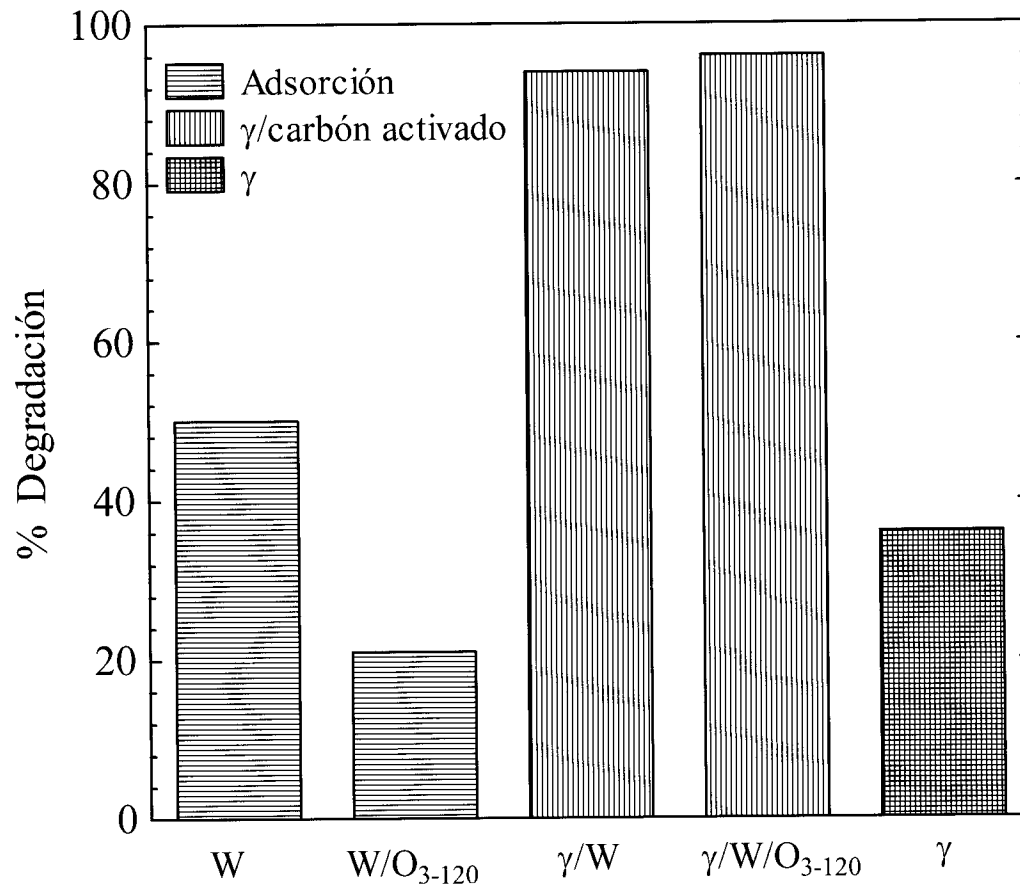 100
80
60
40
20
0
% Degradación
Adsorción
γ/carbón activado
γ
W
W/O₃₋₁₂₀
γ/W
γ/W/O₃₋₁₂₀
γ